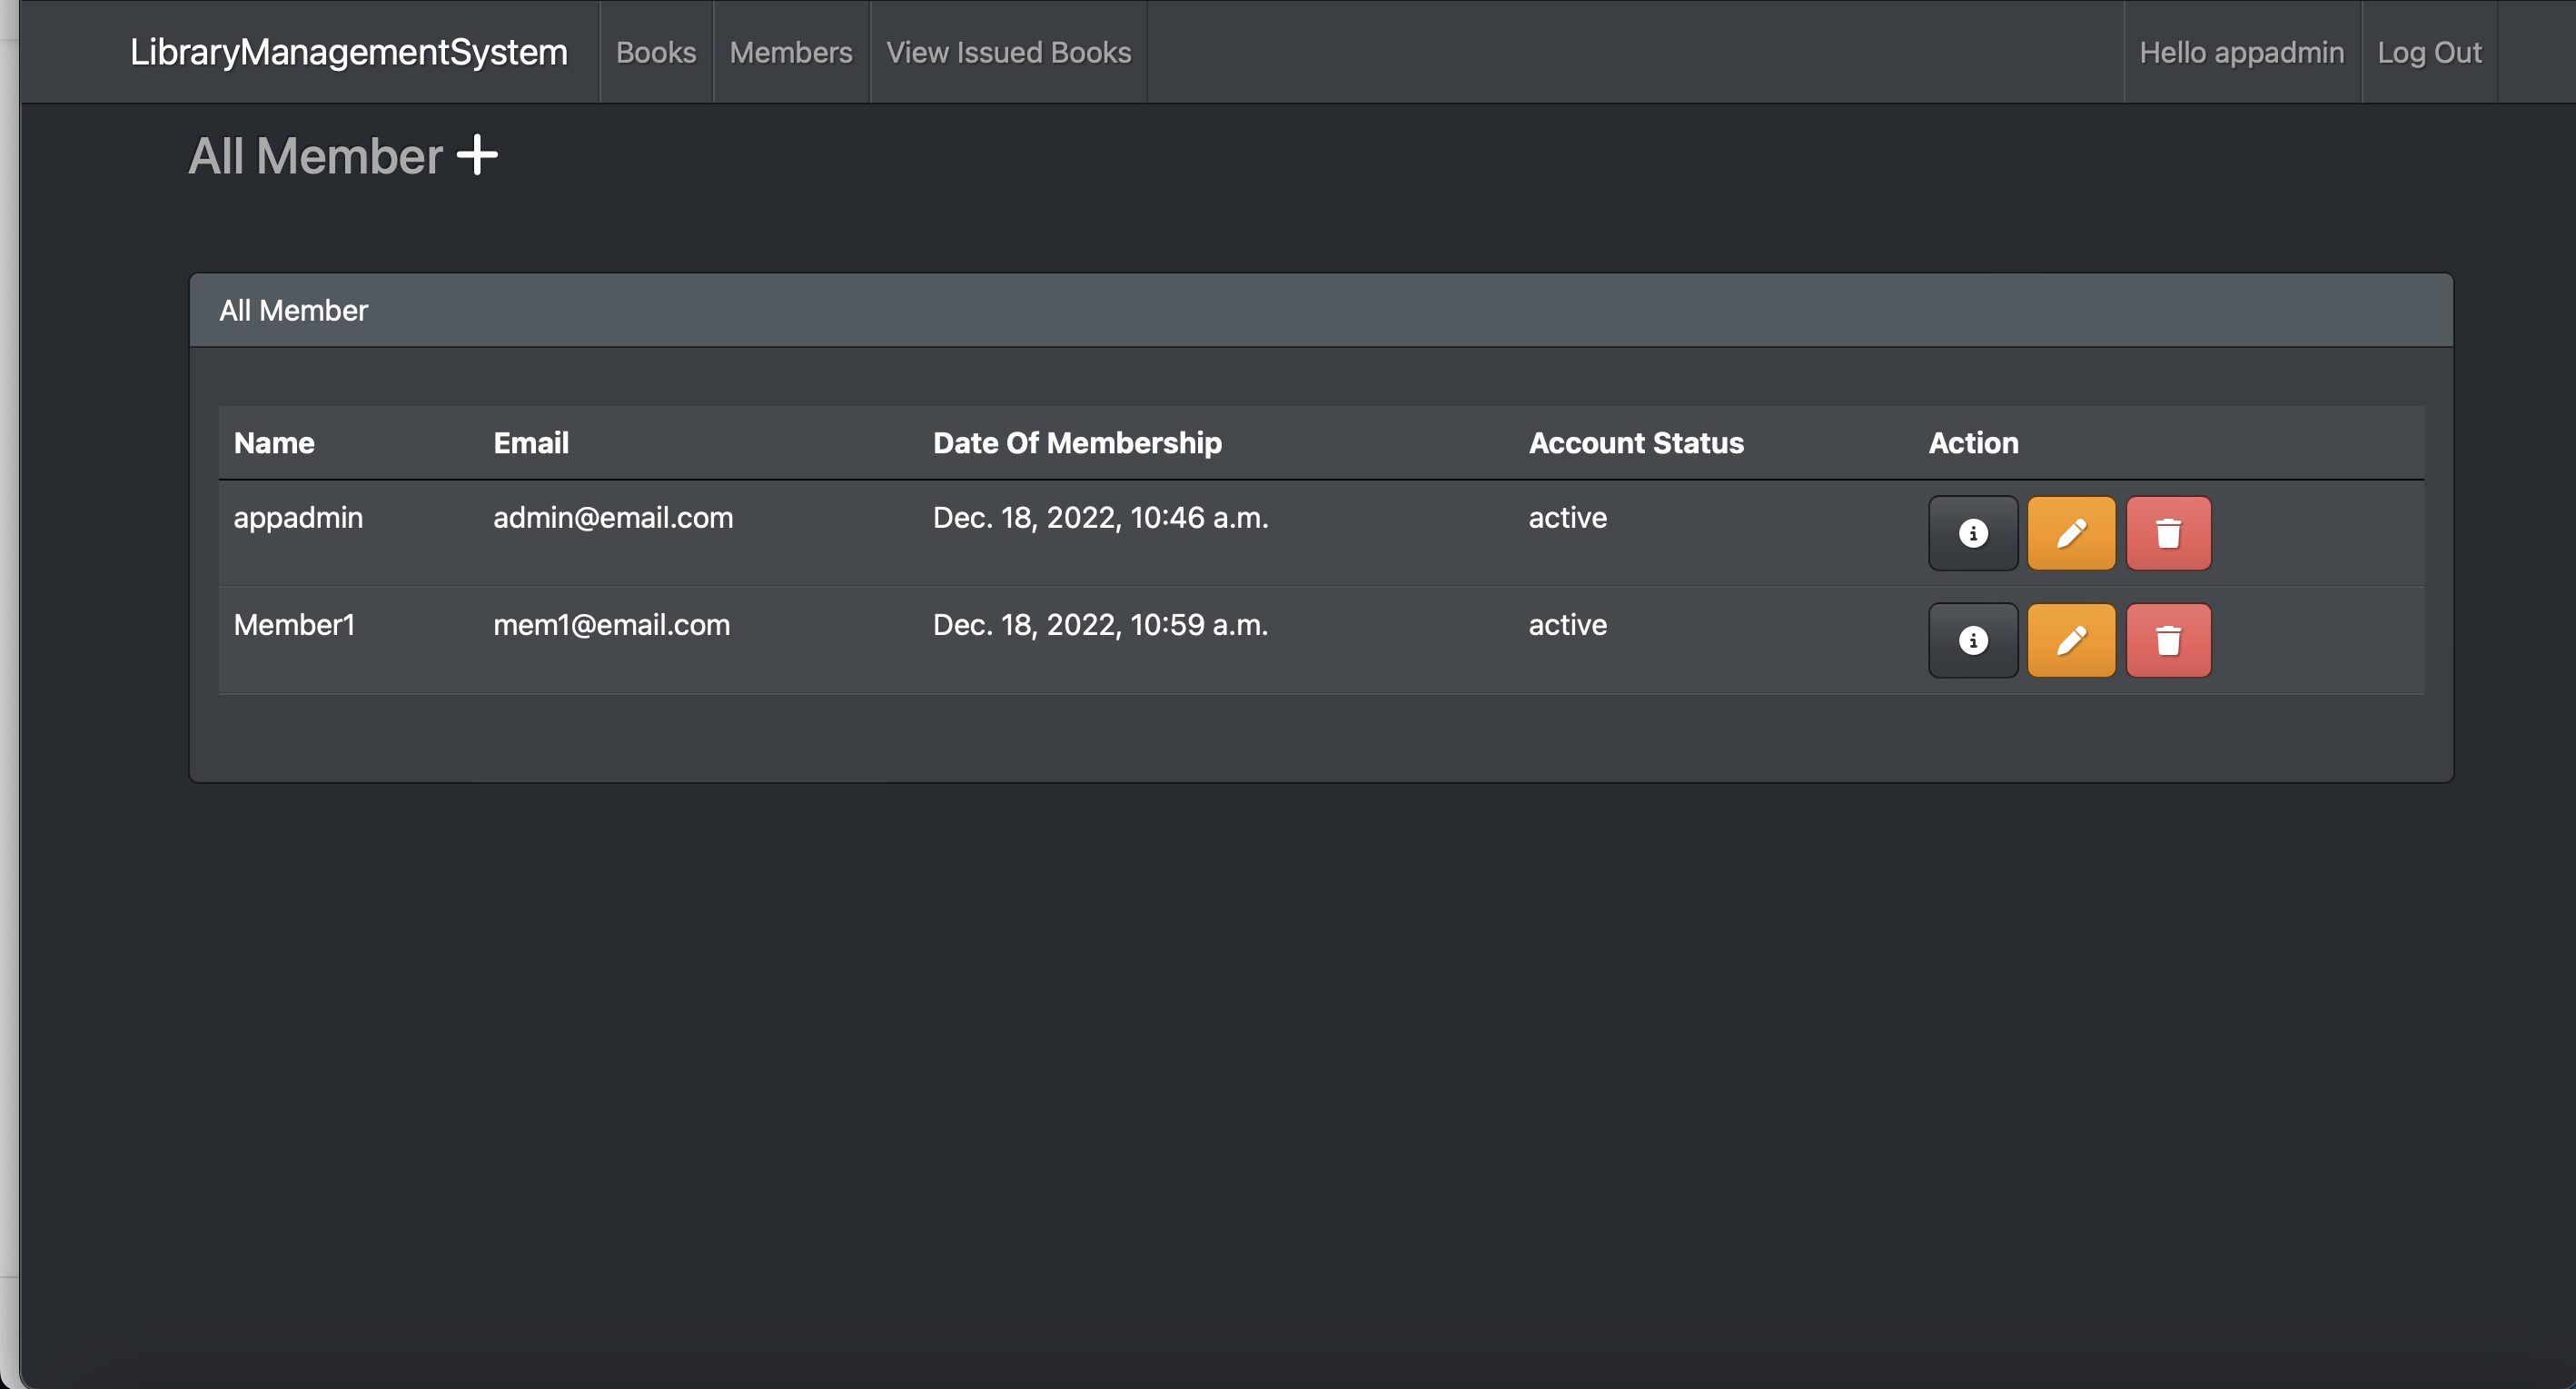 LibraryManagementSystem Books Members View Issued Books Hello appadmin Log Out
All Member
All Member
Name Email Date Of Membership Account Status Action
appadmin admin@email.com Dec. 18, 2022, 10:46 a.m. active
Member1 mem1@email.com Dec. 18, 2022, 10:59 a.m. active